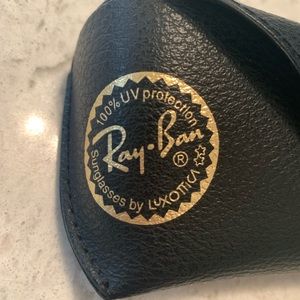 100% UV protection
Ray-Ban
®
Sunglasses by Luxottica